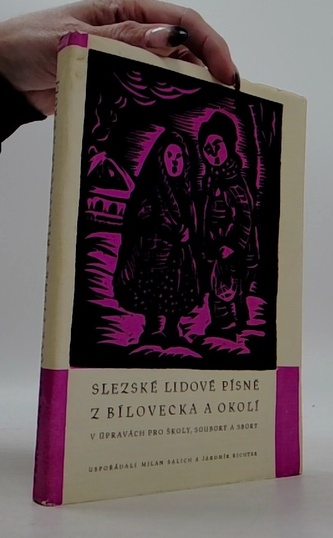 SLEZSKÉ LIDOVÉ PÍSNĚ
Z BÍLOVECKA A OKOLÍ
V ÚPRAVÁCH PRO ŠKOLY, SOUBORY A SBORY
USPOŘÁDALI MILAN SALICH A JAROMÍR RICHTER